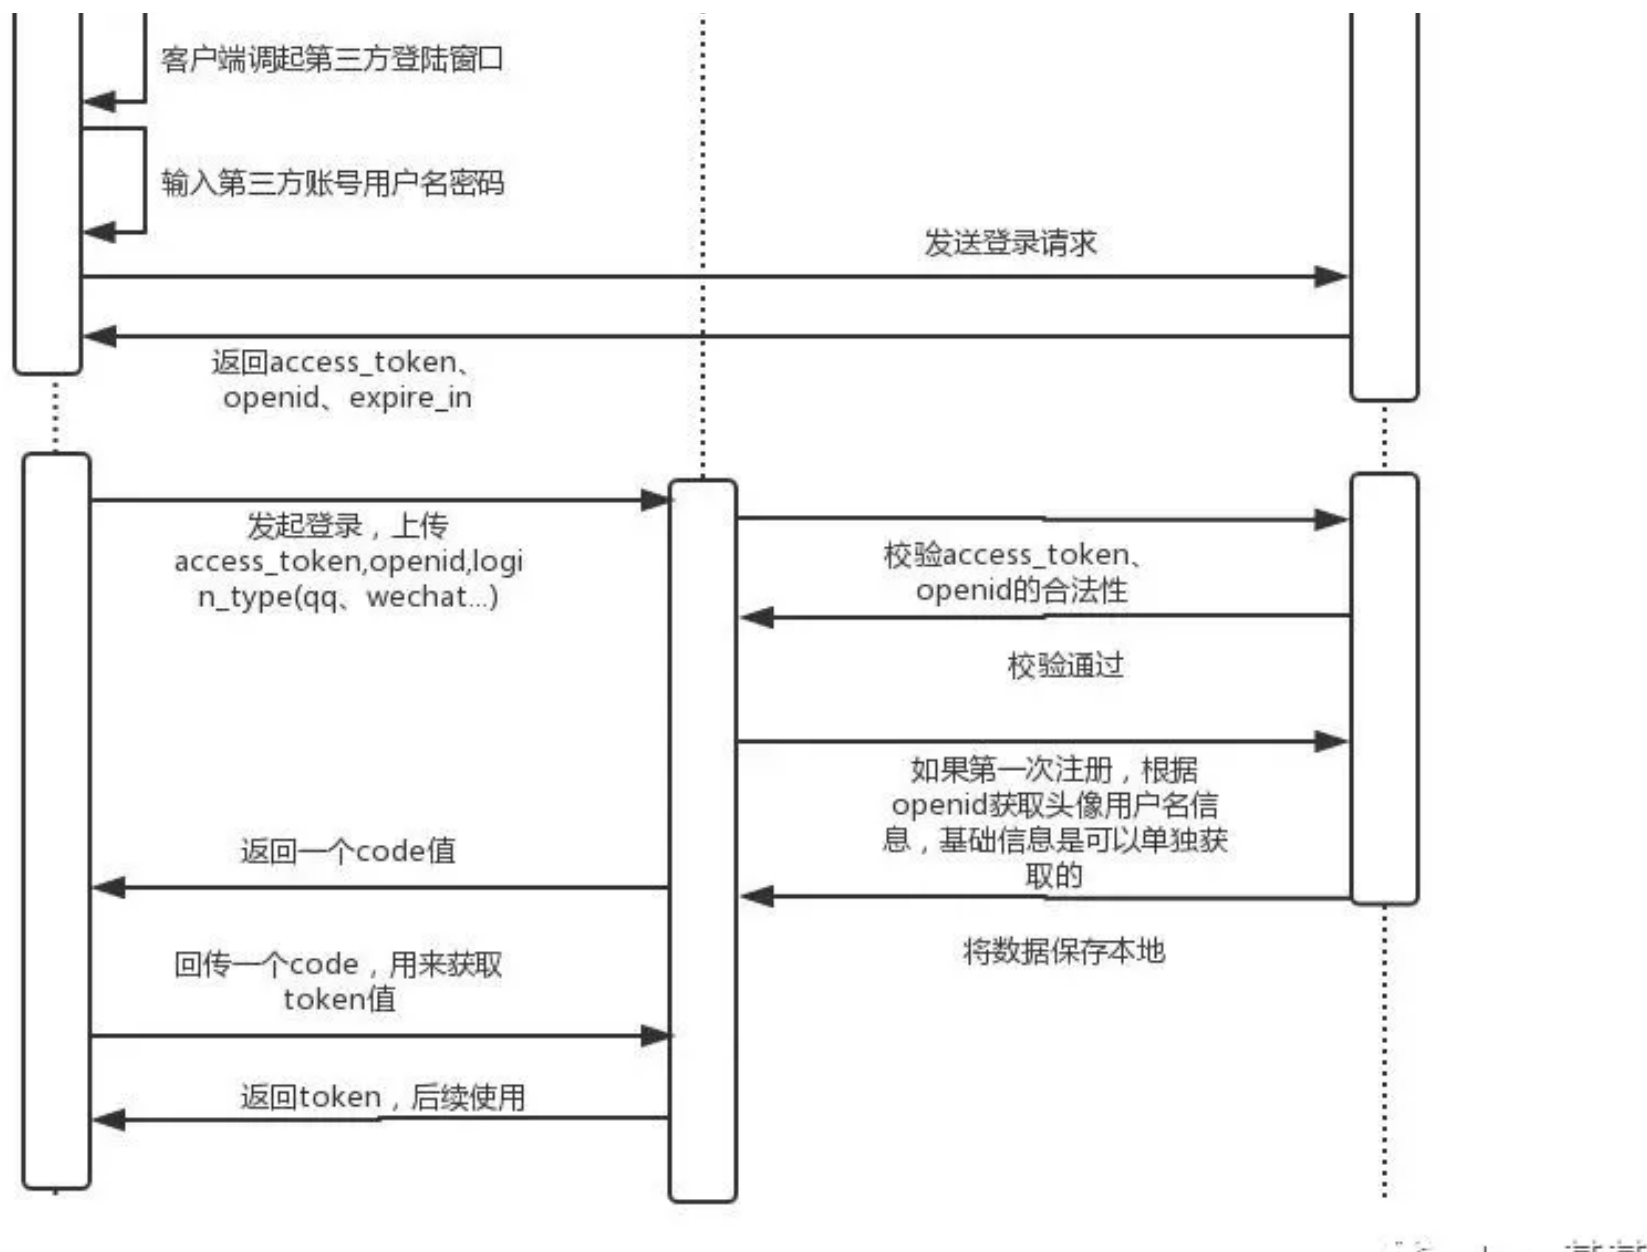 客户端调起第三方登陆窗口
输入第三方账号用户名密码
发送登录请求
返回access_token、
openid、expire_in
发起登录，上传
access_token,openid,logi
n_type(qq、wechat...)
校验access_token、
openid的合法性
校验通过
如果第一次注册，根据
openid获取头像用户名信
息，基础信息是可以单独获
取的
返回一个code值
将数据保存本地
回传一个code，用来获取
token值
返回token，后续使用